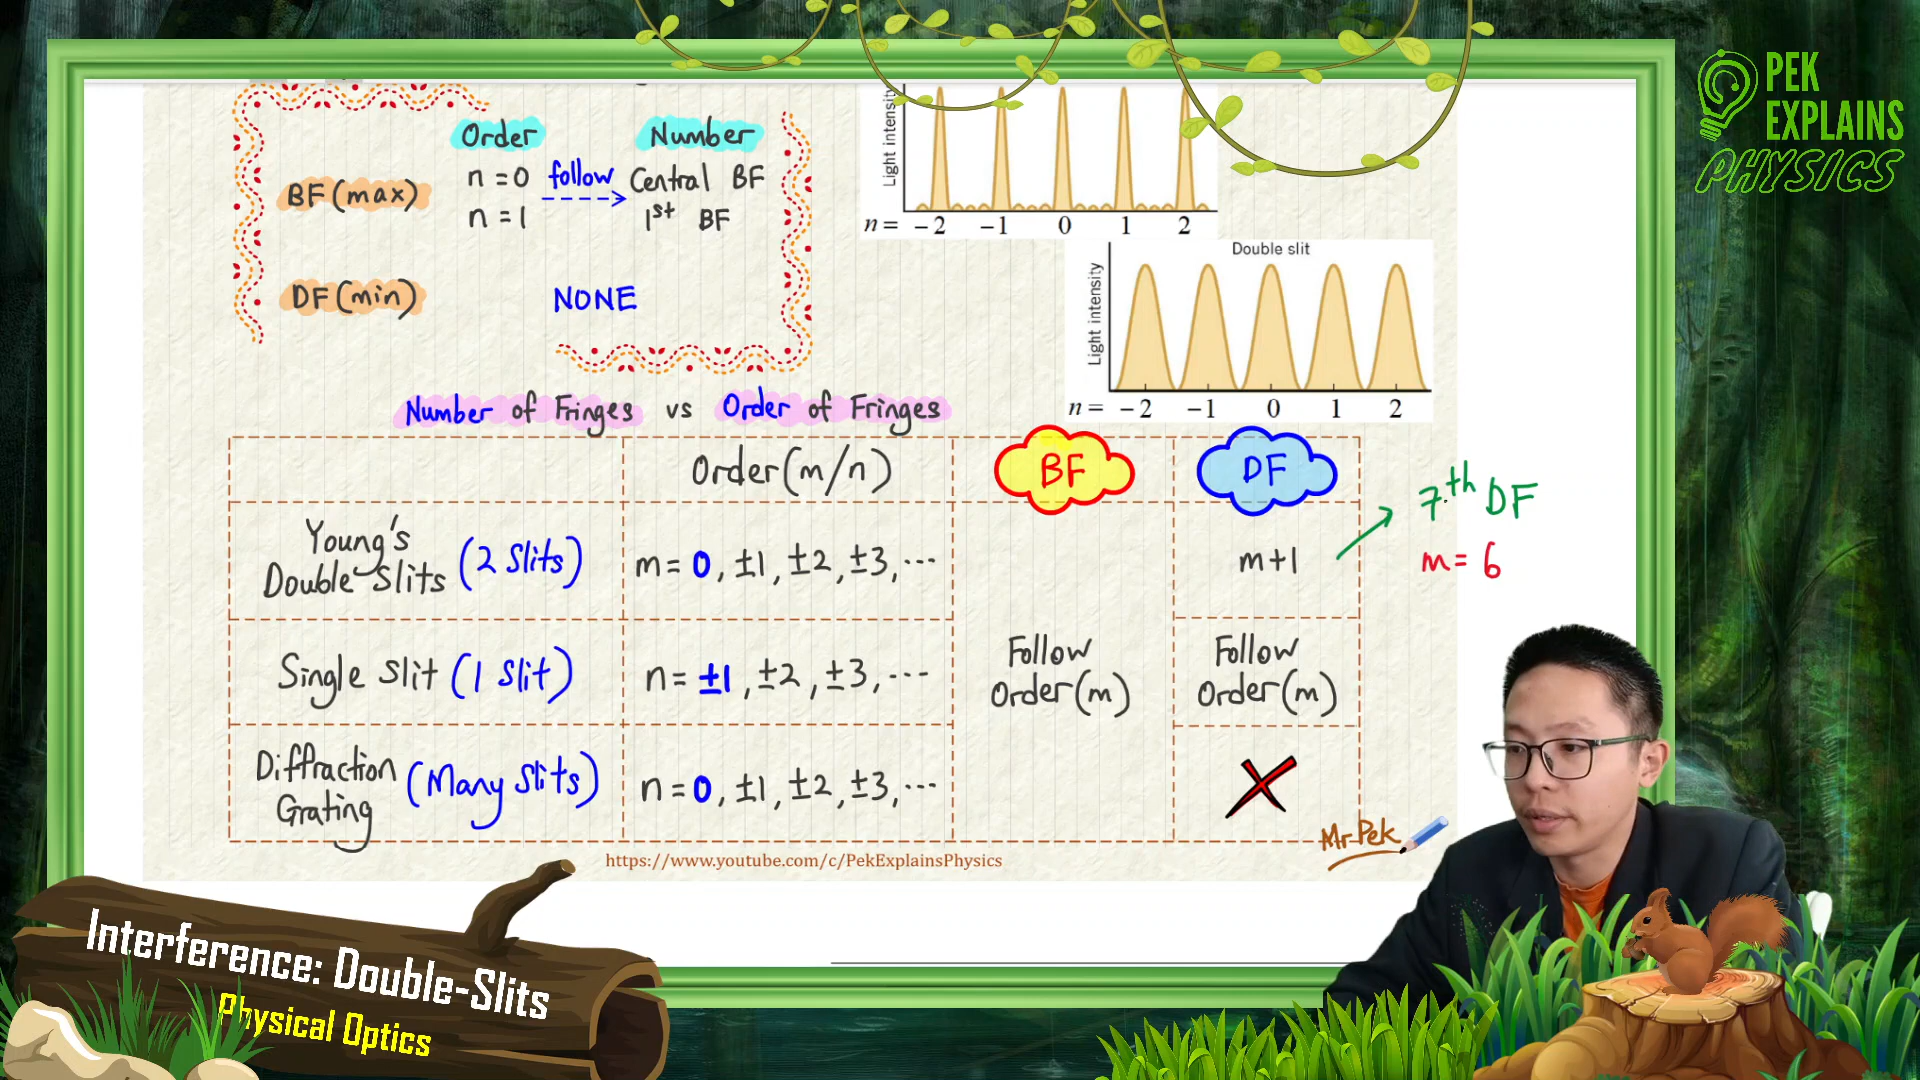 PEK
EXPLAINS
PHYSICS
Order
Number
BF (max)
n = 0
follow
Central BF
n = 1
1st BF
DF (min)
NONE
Light intensity
n = -2 -1 0 1 2
Double slit
Light intensity
n = -2 -1 0 1 2
Number of Fringes vs Order of Fringes
Order (m/n)
BF
DF
Young's
Double Slits (2 Slits)
m = 0, ±1, ±2, ±3, ...
m+1
7th DF
m = 6
Single Slit (1 Slit)
n = ±1, ±2, ±3, ...
Follow
Order (m)
Follow
Order (m)
Diffraction
Grating (Many Slits)
n = 0, ±1, ±2, ±3, ...
Mr Pek
https://www.youtube.com/c/PekExplainsPhysics
Interference: Double-Slits
Physical Optics